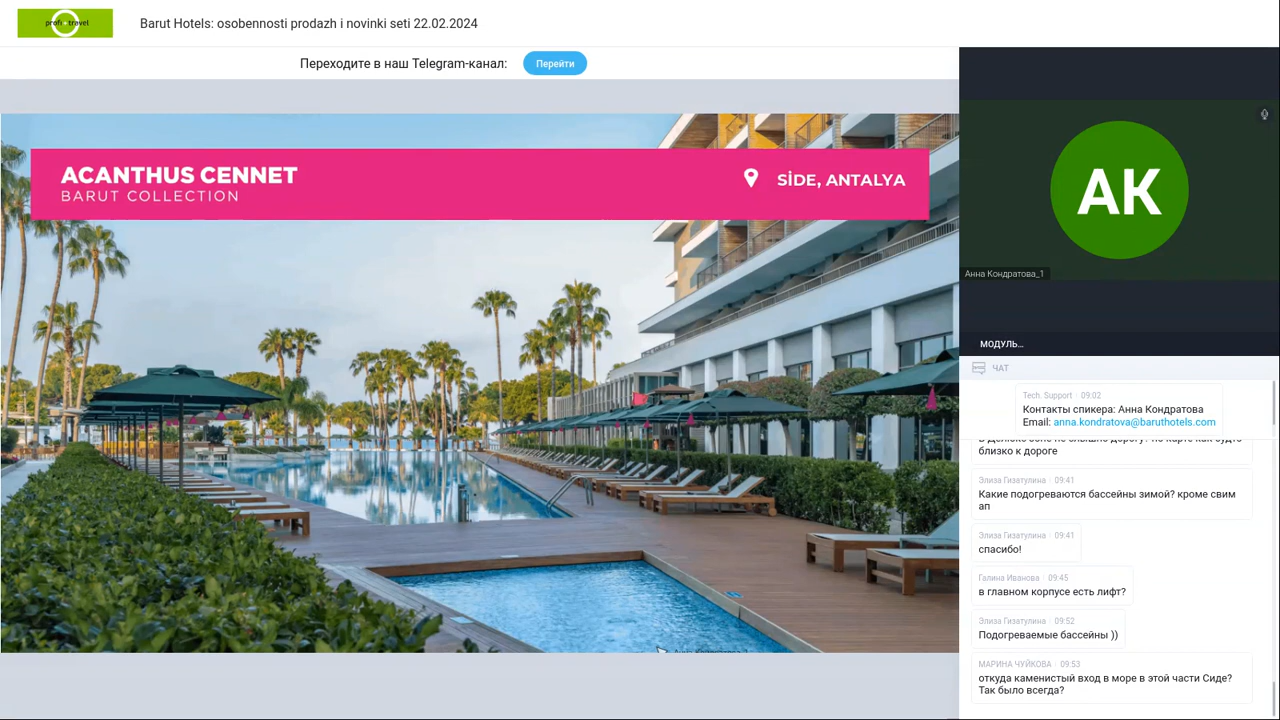 profi travel
Barut Hotels: osobennosti prodazh i novinki seti 22.02.2024
Переходите в наш Telegram-канал:
Перейти
ACANTHUS CENNET
BARUT COLLECTION
SİDE, ANTALYA
АК
Анна Кондратова_1
МОДУЛЬ...
ЧАТ
Tech. Support 09:02
Контакты спикера: Анна Кондратова
Email: anna.kondratova@baruthotels.com
близко к дороге
Элиза Гизатулина 09:41
Какие подогреваются бассейны зимой? кроме свим
ап
Элиза Гизатулина 09:41
спасибо!
Галина Иванова 09:45
в главном корпусе есть лифт?
Элиза Гизатулина 09:52
Подогреваемые бассейны ))
МАРИНА ЧУЙКОВА 09:53
откуда каменистый вход в море в этой части Сиде?
Так было всегда?